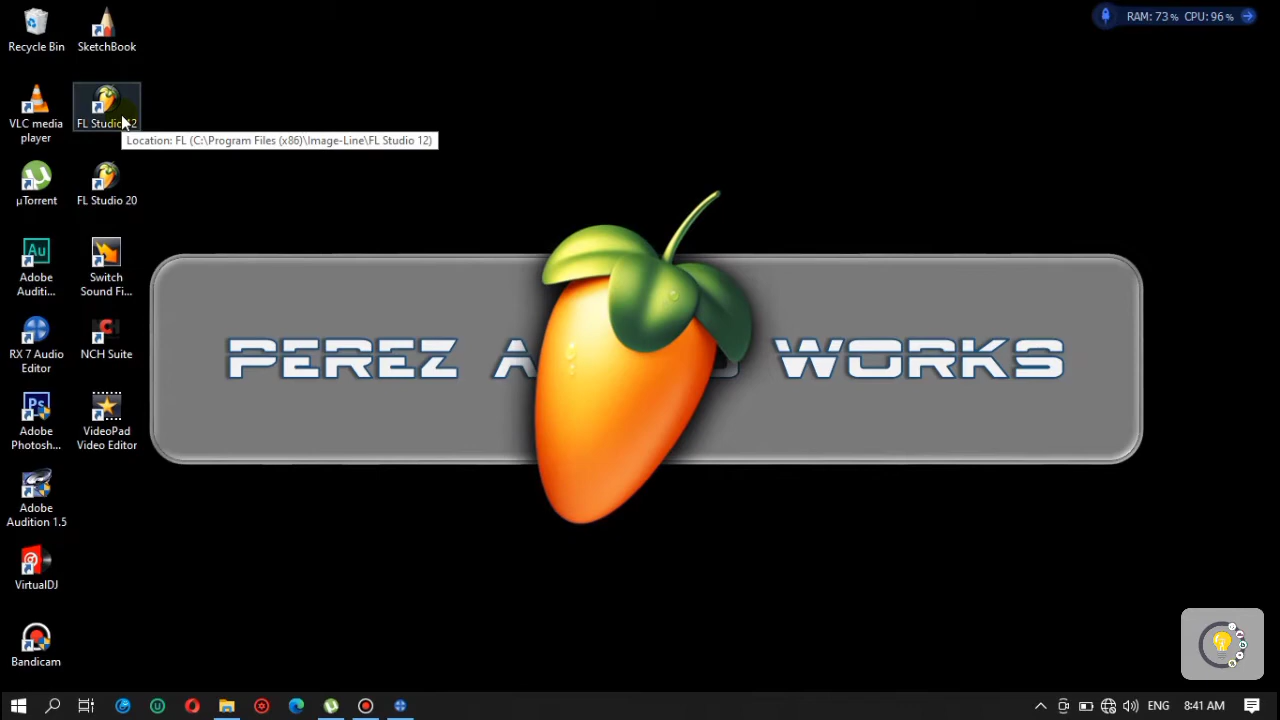 Recycle Bin
SketchBook
RAM: 73 % CPU: 96 %
VLC media
player
FL Studio 12
Location: FL (C:\Program Files (x86)\Image-Line\FL Studio 12)
µTorrent
FL Studio 20
Adobe
Auditi...
Switch
Sound Fi...
RX 7 Audio
Editor
NCH Suite
PEREZ A WORKS
Adobe
Photosh...
VideoPad
Video Editor
Adobe
Audition 1.5
VirtualDJ
Bandicam
ENG
8:41 AM